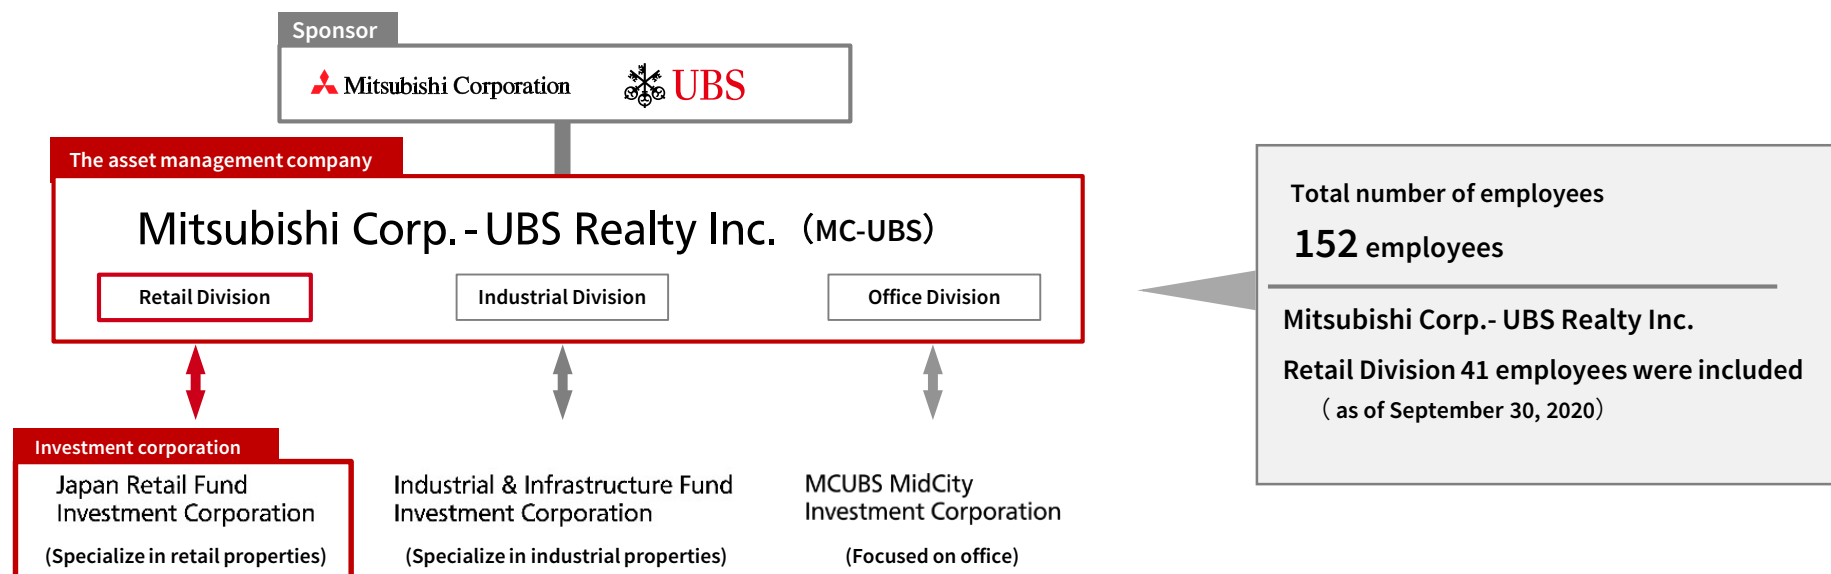 Sponsor
Mitsubishi Corporation
UBS
The asset management company
Mitsubishi Corp.-UBS Realty Inc.（MC-UBS）
Retail Division
Industrial Division
Office Division
Total number of employees
152 employees
Mitsubishi Corp.- UBS Realty Inc.
Retail Division 41 employees were included
（ as of September 30, 2020）
Investment corporation
Japan Retail Fund
Investment Corporation
(Specialize in retail properties)
Industrial & Infrastructure Fund
Investment Corporation
(Specialize in industrial properties)
MCUBS MidCity
Investment Corporation
(Focused on office)